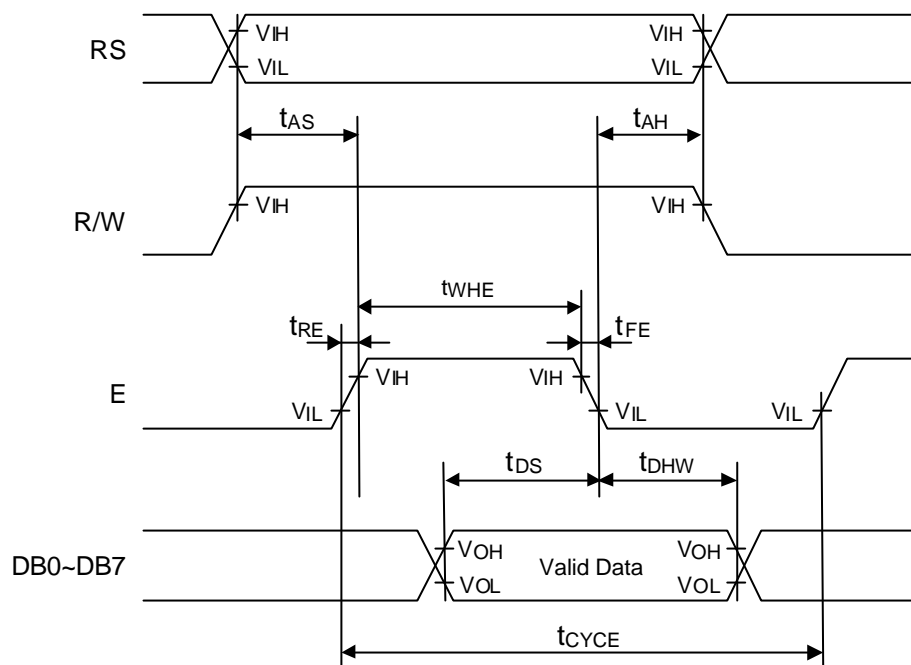 RS
VIH
VIL
VIH
VIL
tAS
tAH
R/W
VIH
VIH
tWHE
tRE
tFE
E
VIH
VIL
VIH
VIL
VIL
tDS
tDHW
DB0~DB7
VOH
VOL
Valid Data
VOH
VOL
tCYCE